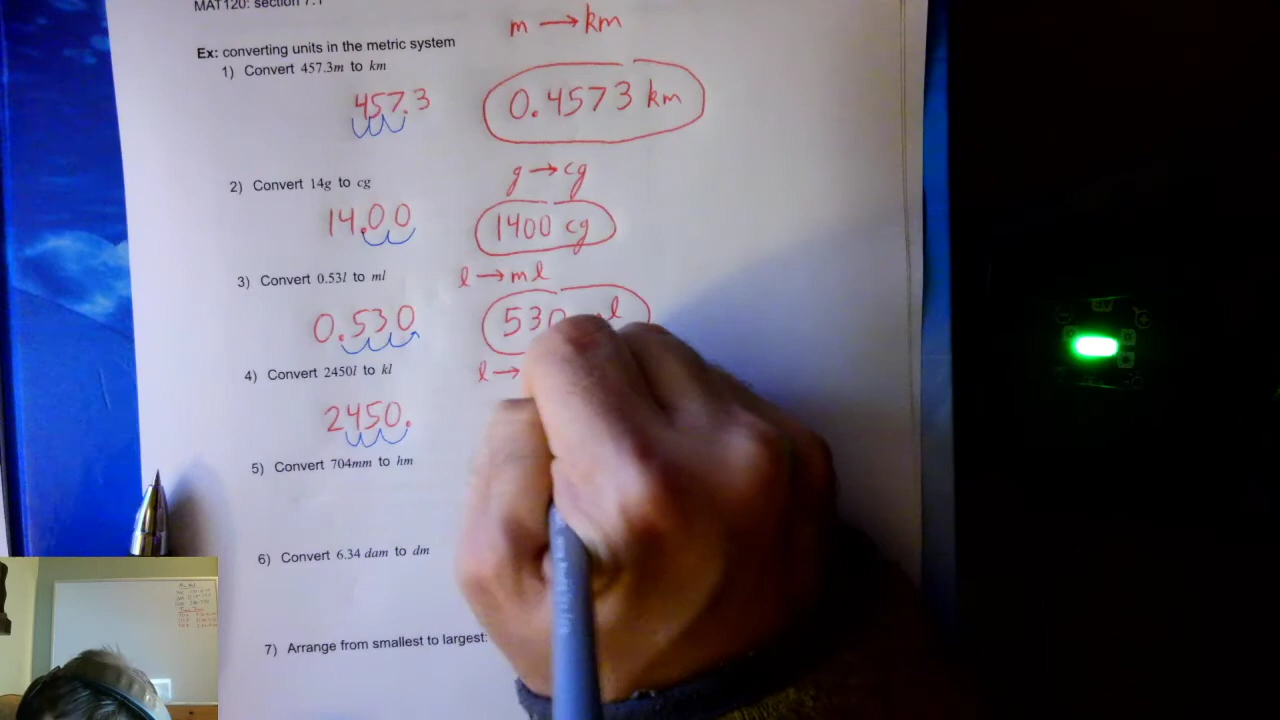 MAT120: section 7.1
m → km
Ex: converting units in the metric system
1) Convert 457.3m to km
457.3
0.4573 km
g → cg
2) Convert 14g to cg
14.00
1400 cg
3) Convert 0.53l to ml
l → ml
0.530
530 l
4) Convert 2450l to kl
l →
2450.
5) Convert 704mm to hm
6) Convert 6.34 dam to dm
7) Arrange from smallest to largest: